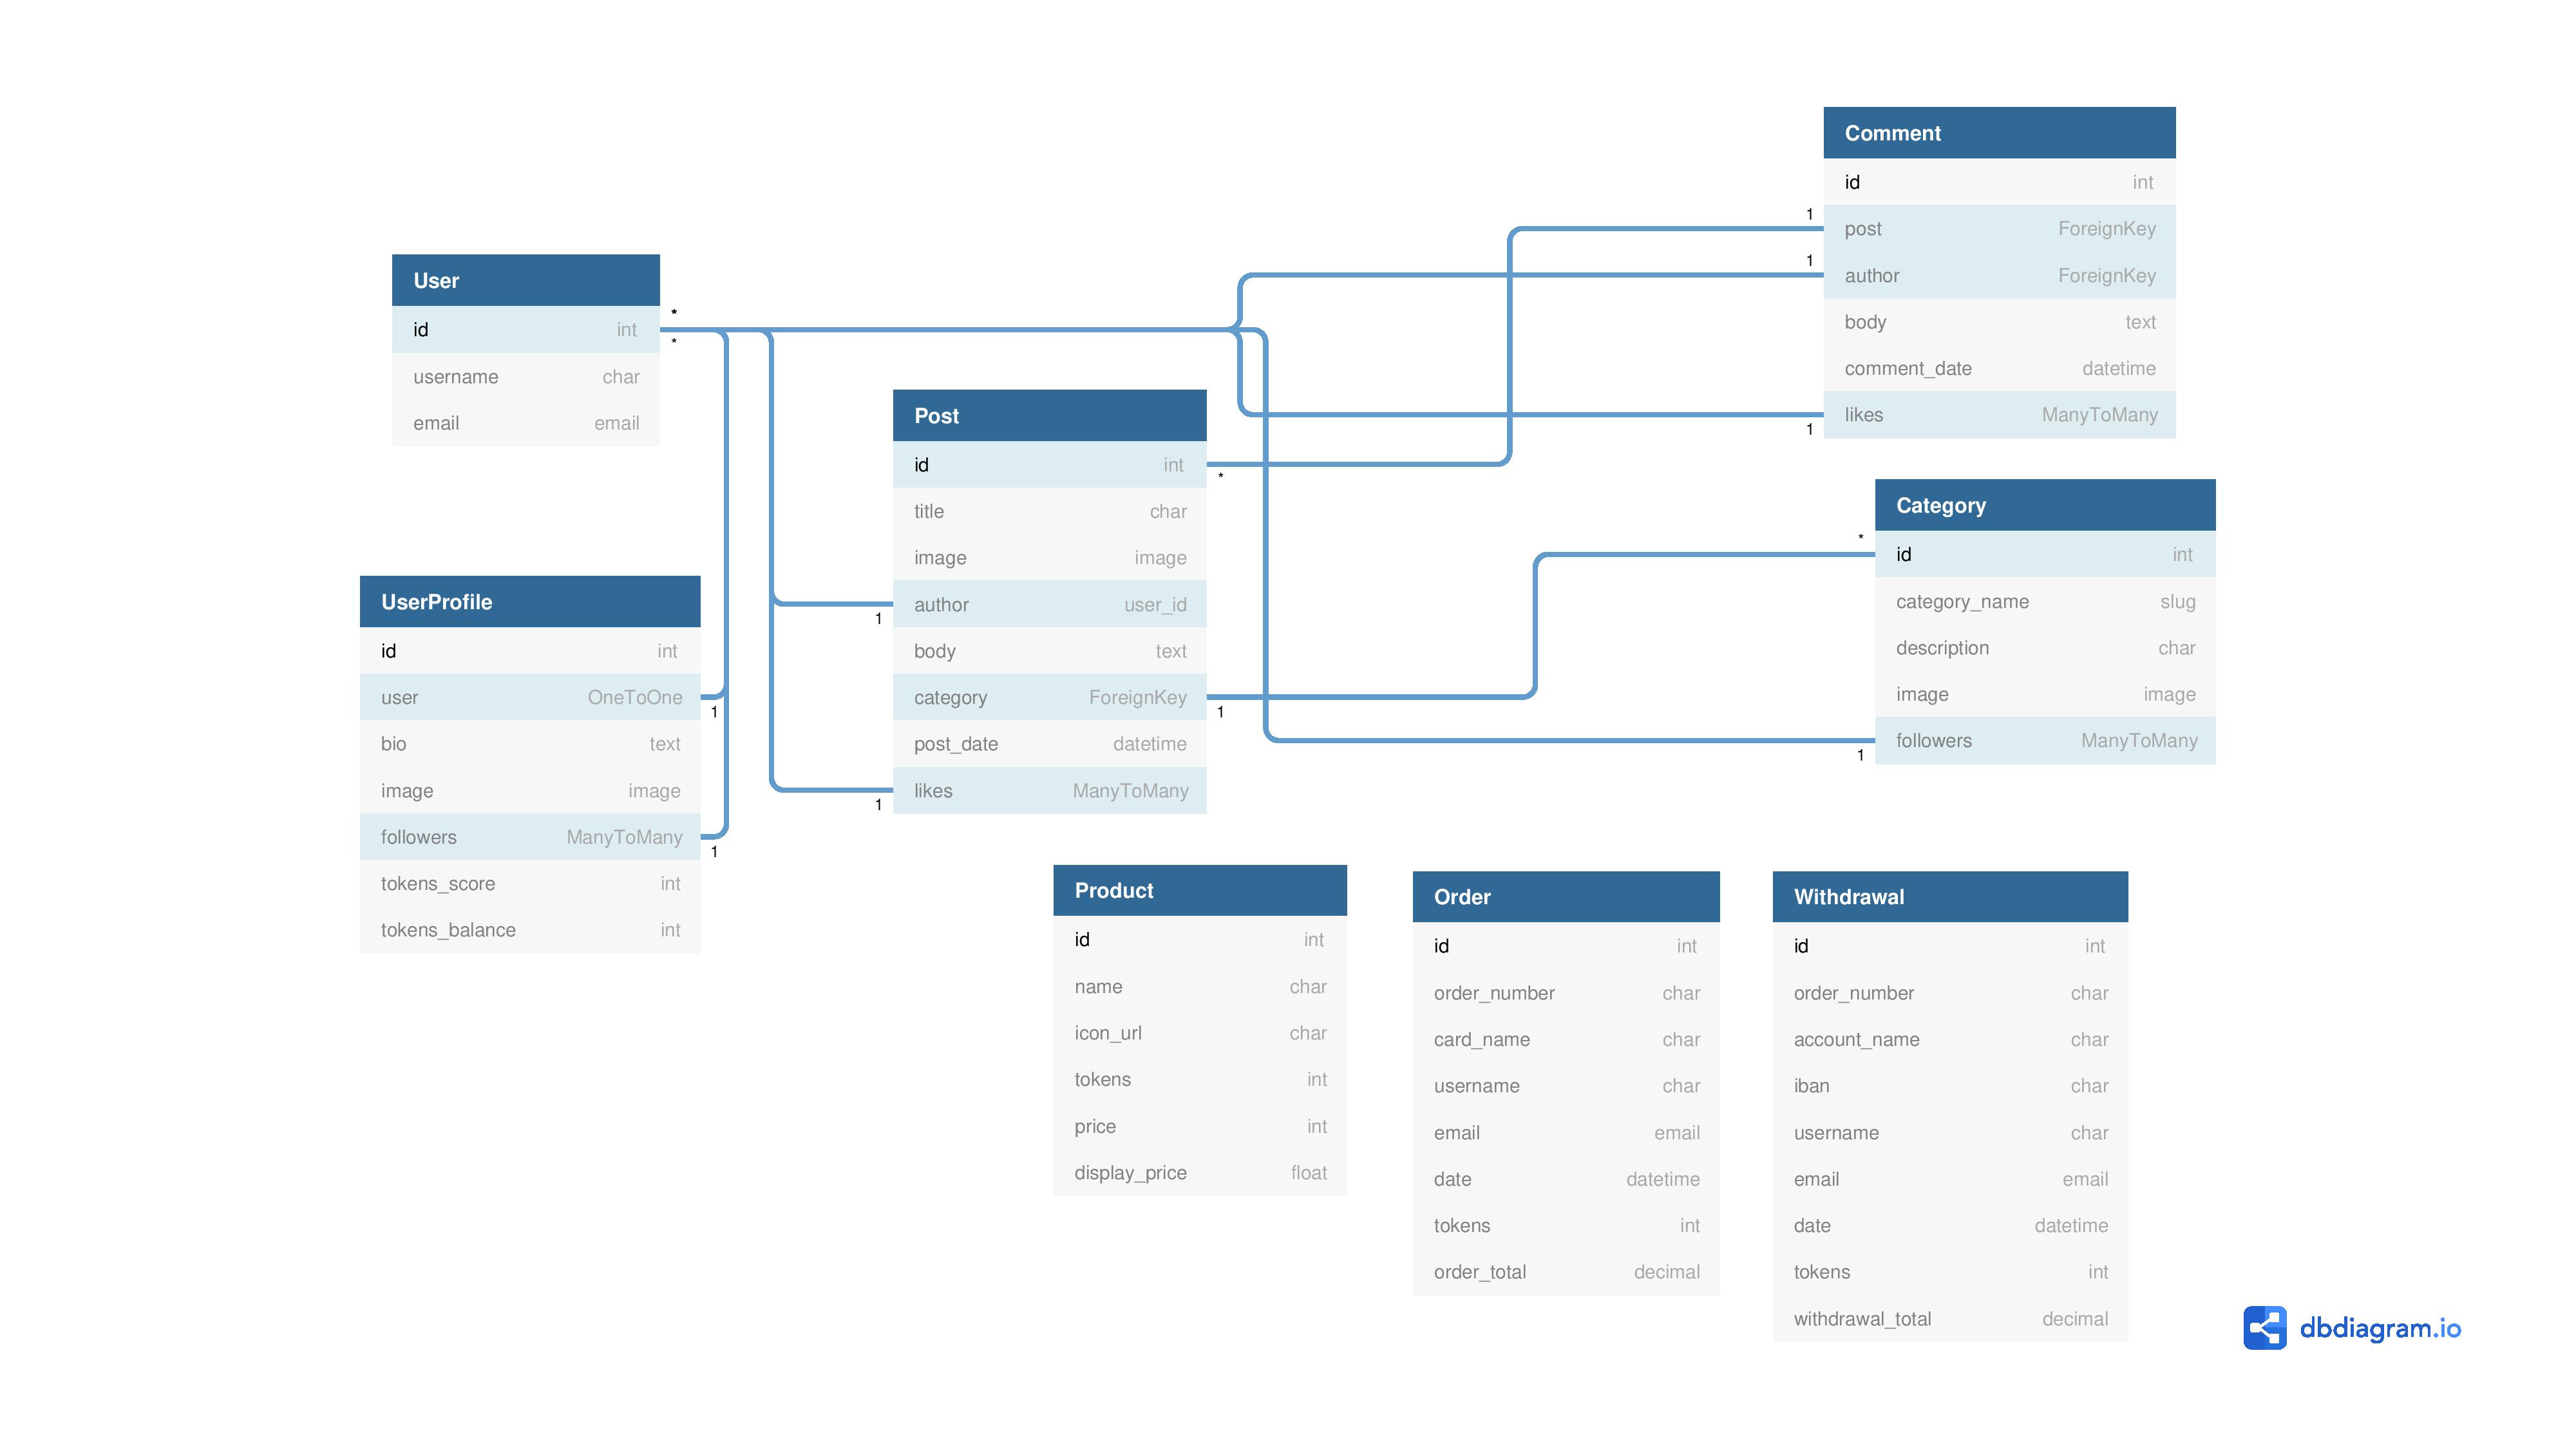 User
id int
username char
email email
*
*
UserProfile
id int
user OneToOne
bio text
image image
followers ManyToMany
tokens_score int
tokens_balance int
1
1
Post
id int
title char
image image
author user_id
body text
category ForeignKey
post_date datetime
likes ManyToMany
*
1
1
1
Comment
id int
post ForeignKey
author ForeignKey
body text
comment_date datetime
likes ManyToMany
1
1
1
Category
id int
category_name slug
description char
image image
followers ManyToMany
*
1
Product
id int
name char
icon_url char
tokens int
price int
display_price float
Order
id int
order_number char
card_name char
username char
email email
date datetime
tokens int
order_total decimal
Withdrawal
id int
order_number char
account_name char
iban char
username char
email email
date datetime
tokens int
withdrawal_total decimal
dbdiagram.io